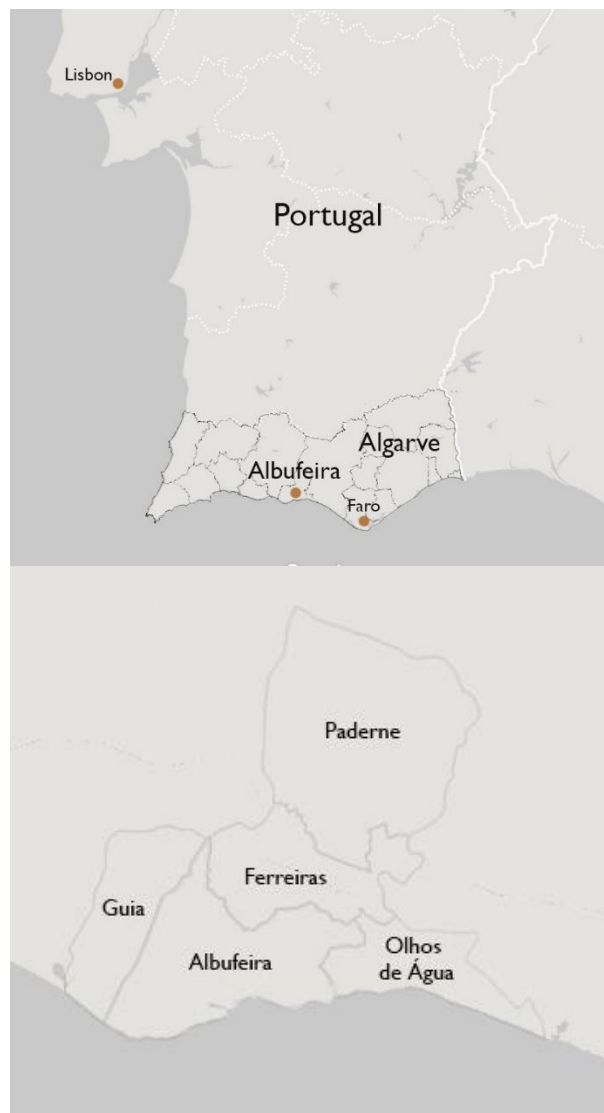 Lisbon
Portugal
Algarve
Albufeira
Faro
Paderne
Ferreiras
Guia
Albufeira
Olhos
de Água